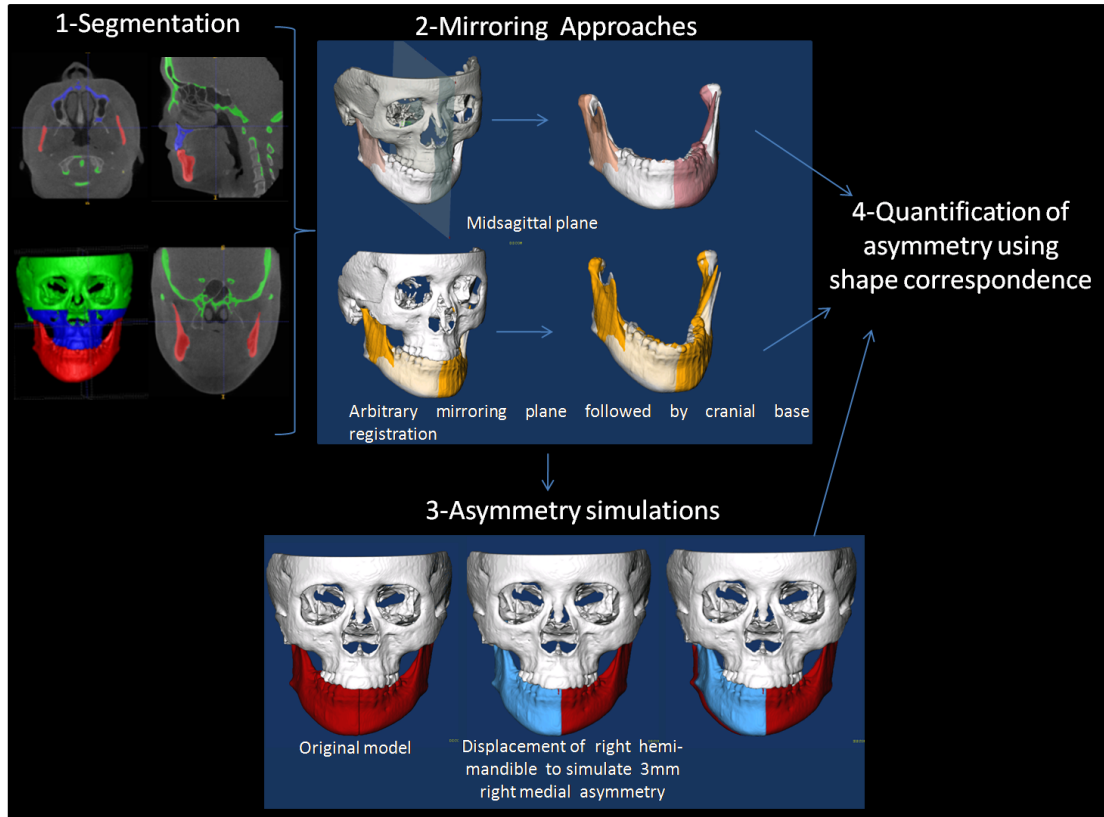 1-Segmentation
2-Mirroring Approaches
Midsagittal plane
Arbitrary mirroring plane followed by cranial base
registration
4-Quantification of
asymmetry using
shape correspondence
3-Asymmetry simulations
Original model
Displacement of right hemi-
mandible to simulate 3mm
right medial asymmetry